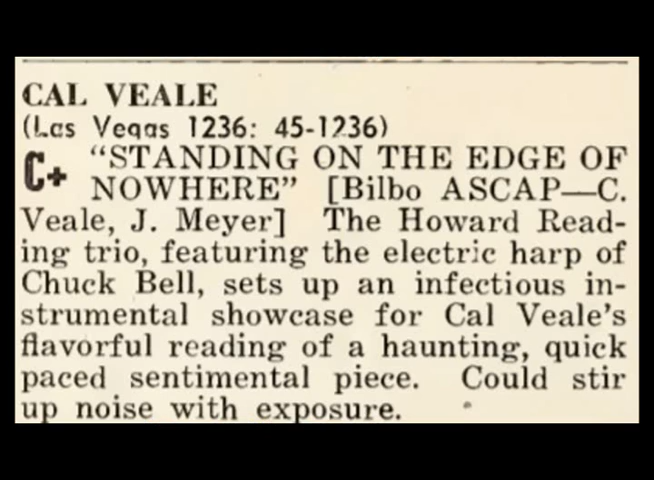 CAL VEALE
(Las Vegas 1236: 45-1236)
C+ "STANDING ON THE EDGE OF
NOWHERE" [Bilbo ASCAP—C.
Veale, J. Meyer] The Howard Read-
ing trio, featuring the electric harp of
Chuck Bell, sets up an infectious in-
strumental showcase for Cal Veale's
flavorful reading of a haunting, quick
paced sentimental piece. Could stir
up noise with exposure.